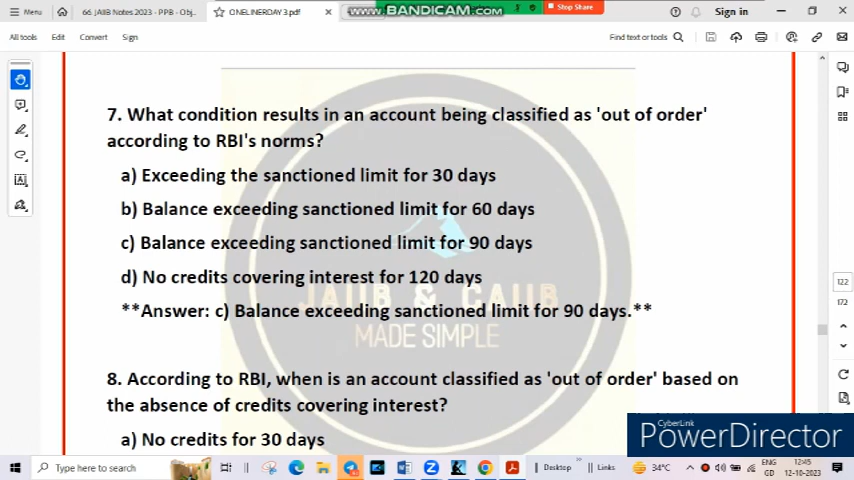 Menu
66. JAIIB Notes 2023 - PPB - Obj...
ONELINERDAY 3.pdf
WWW.BANDICAM.COM
Stop Share
Sign in
All tools Edit Convert Sign
Find text or tools
7. What condition results in an account being classified as 'out of order'
according to RBI's norms?
a) Exceeding the sanctioned limit for 30 days
b) Balance exceeding sanctioned limit for 60 days
c) Balance exceeding sanctioned limit for 90 days
d) No credits covering interest for 120 days
JAIIB & CAIIB
**Answer: c) Balance exceeding sanctioned limit for 90 days.**
MADE SIMPLE
8. According to RBI, when is an account classified as 'out of order' based on
the absence of credits covering interest?
a) No credits for 30 days
122
172
CyberLink
PowerDirector
Type here to search
Desktop
Links
34°C
ENG
GD
12:45
12-10-2023